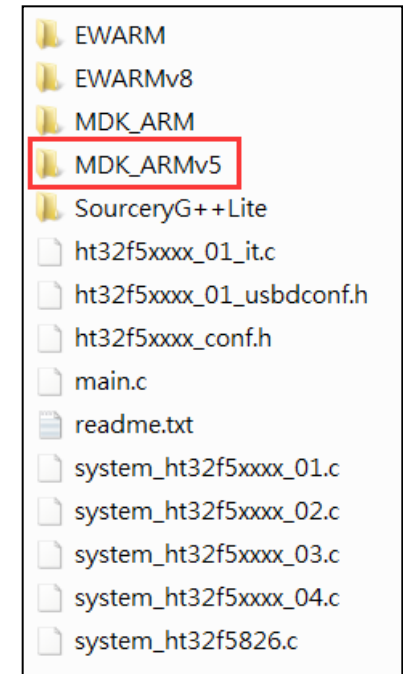 EWARM
EWARMv8
MDK_ARM
MDK_ARMv5
SourceryG++Lite
ht32f5xxxx_01_it.c
ht32f5xxxx_01_usbdconf.h
ht32f5xxxx_conf.h
main.c
readme.txt
system_ht32f5xxxx_01.c
system_ht32f5xxxx_02.c
system_ht32f5xxxx_03.c
system_ht32f5xxxx_04.c
system_ht32f5826.c